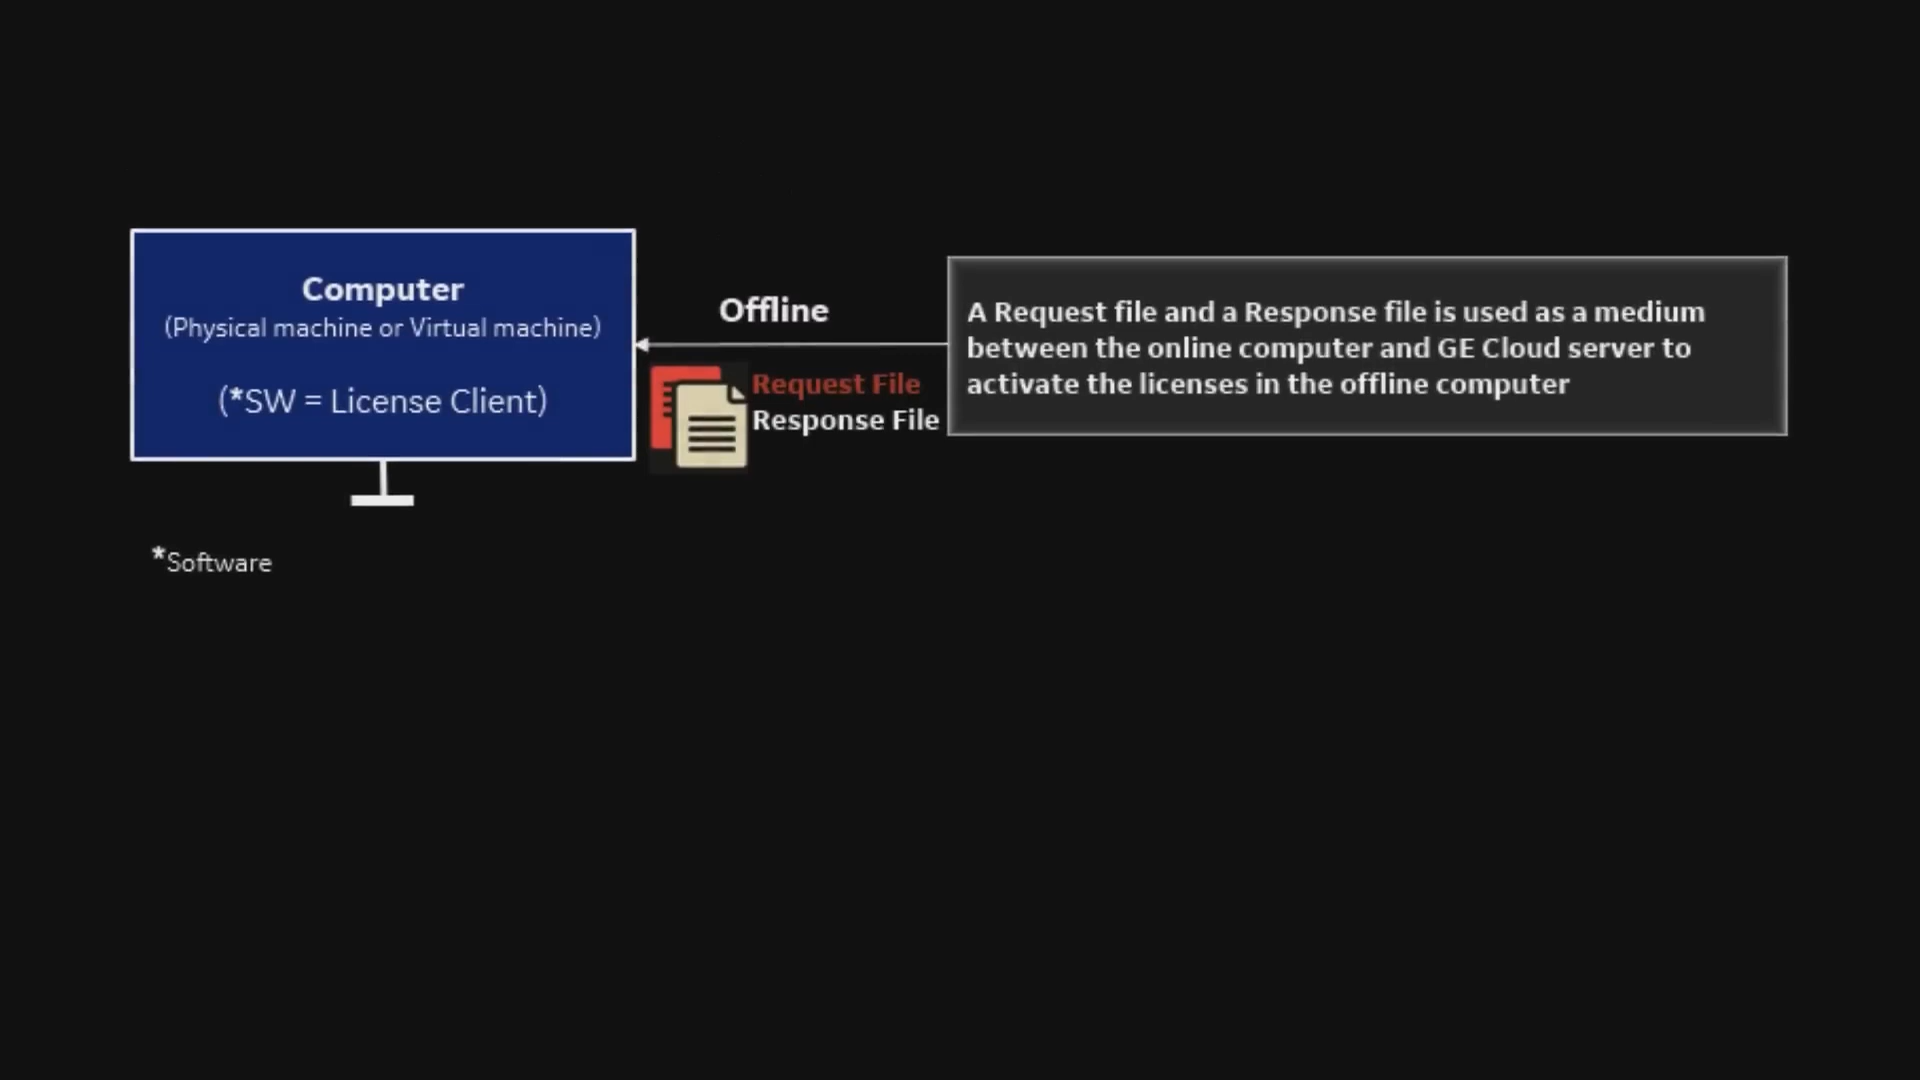 Computer
(Physical machine or Virtual machine)
(*SW = License Client)
Offline
Request File
Response File
A Request file and a Response file is used as a medium
between the online computer and GE Cloud server to
activate the licenses in the offline computer
*Software